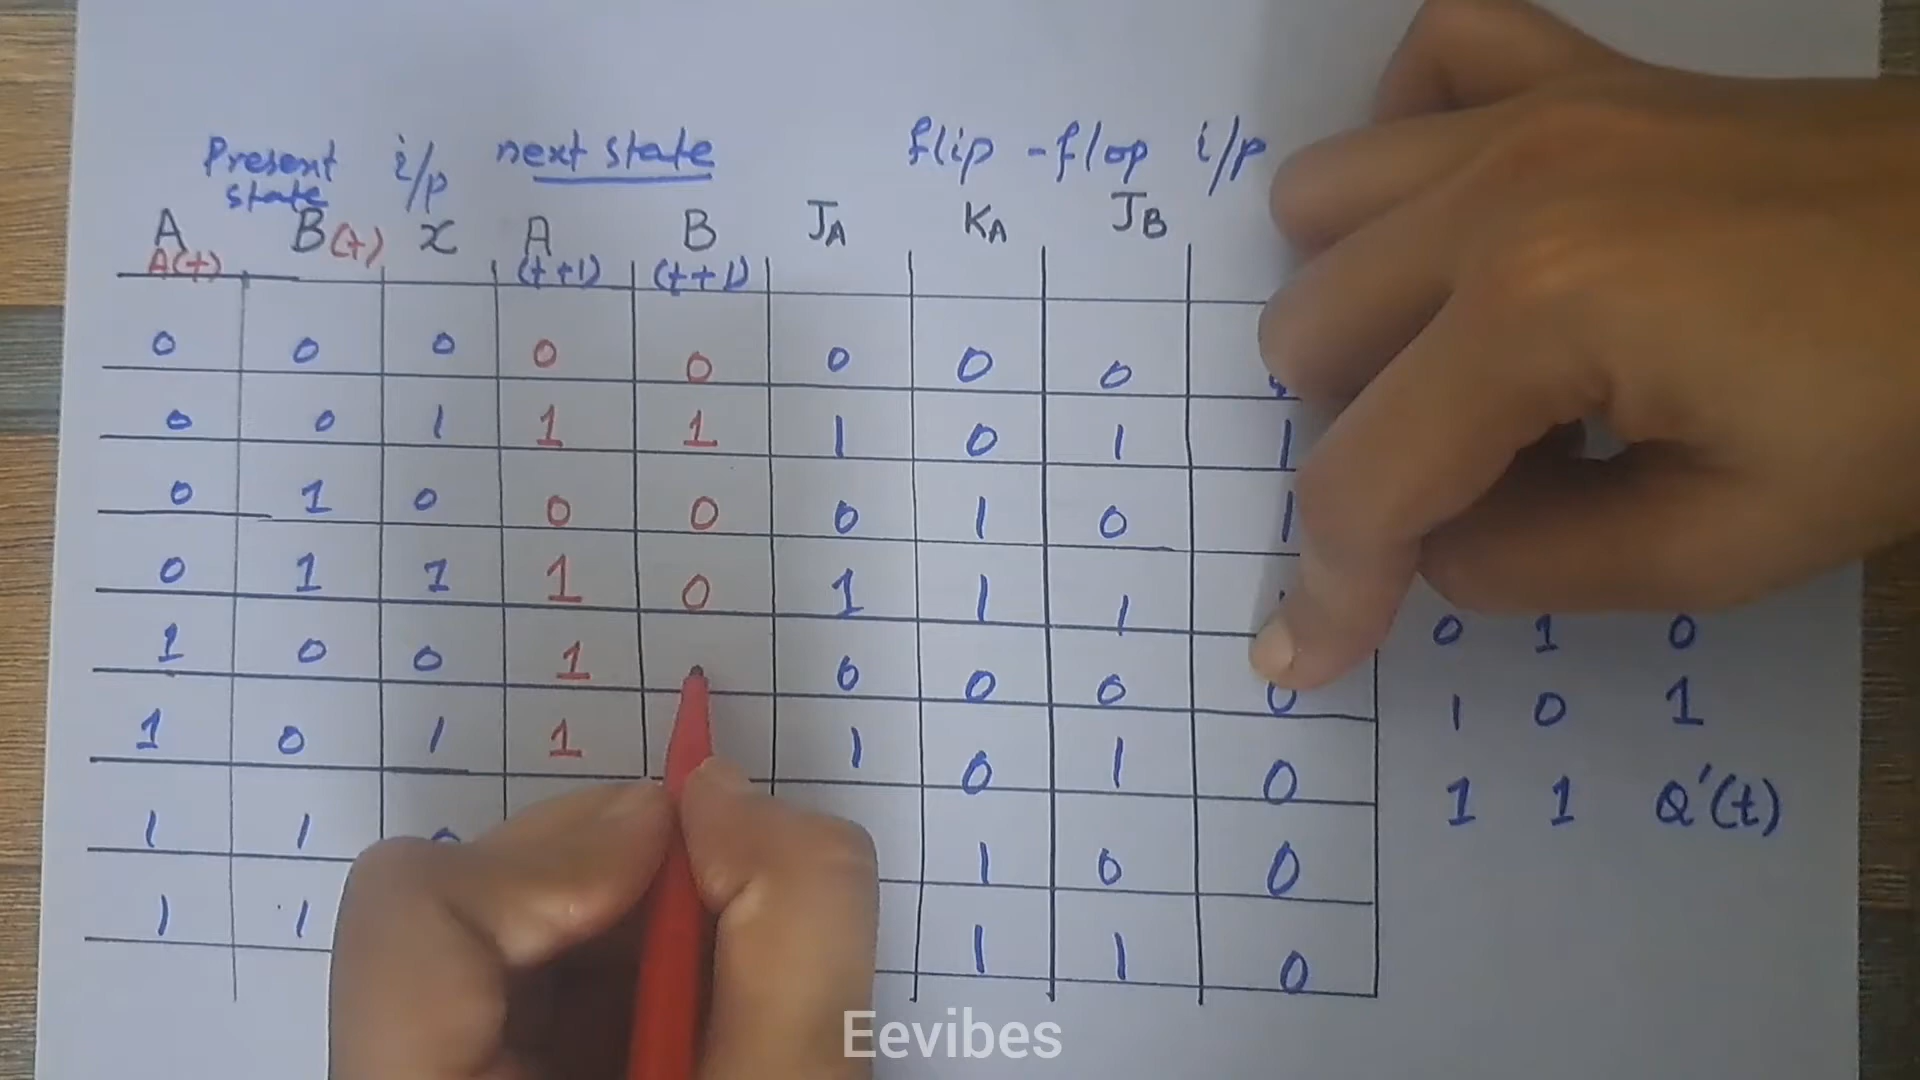 Present state i/p next state flip-flop i/p
A A(t) B(t) x A (t+1) B (t+1) JA KA JB
0 0 0 0 0 0 0 0
0 0 1 1 1 1 0 1 1
0 1 0 0 0 0 1 0 1
0 1 1 1 0 1 1 1
1 0 0 1 0 0 0 0
1 0 1 1 1 0 1 0
1 1 1 0 0
1 1 1 1 0
0 1 0
1 0 1
1 1 Q'(t)
Eevibes